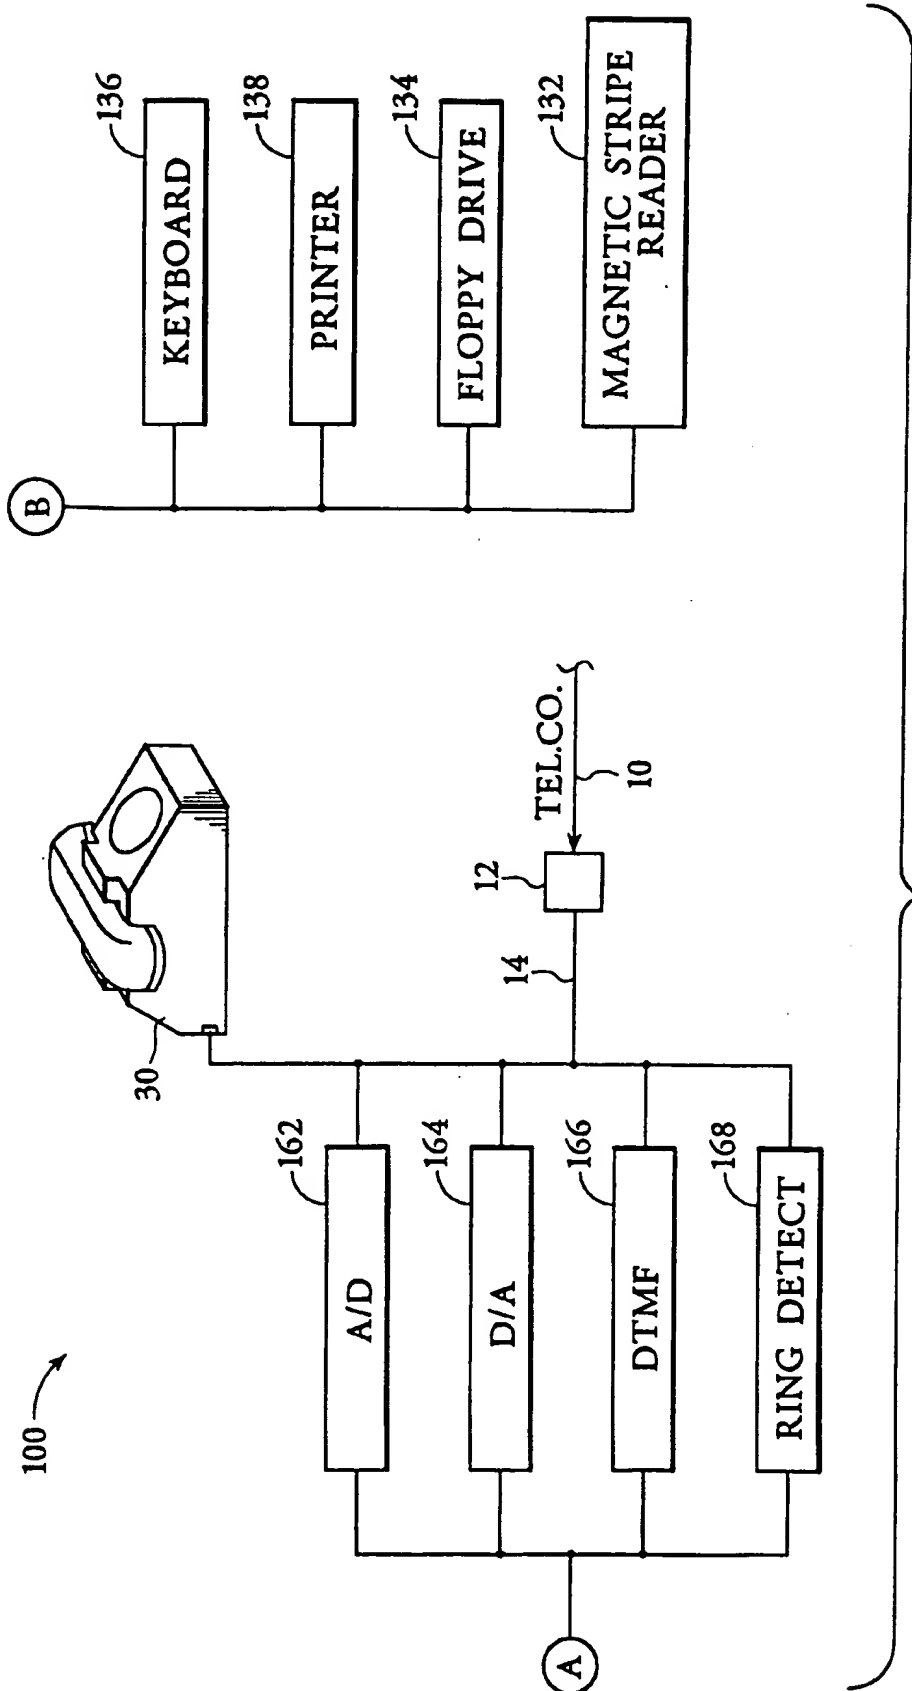 100
30
162
A/D
164
D/A
166
DTMF
168
RING DETECT
A
14
12
TEL.CO.
10
B
136
KEYBOARD
138
PRINTER
134
FLOPPY DRIVE
132
MAGNETIC STRIPE
READER